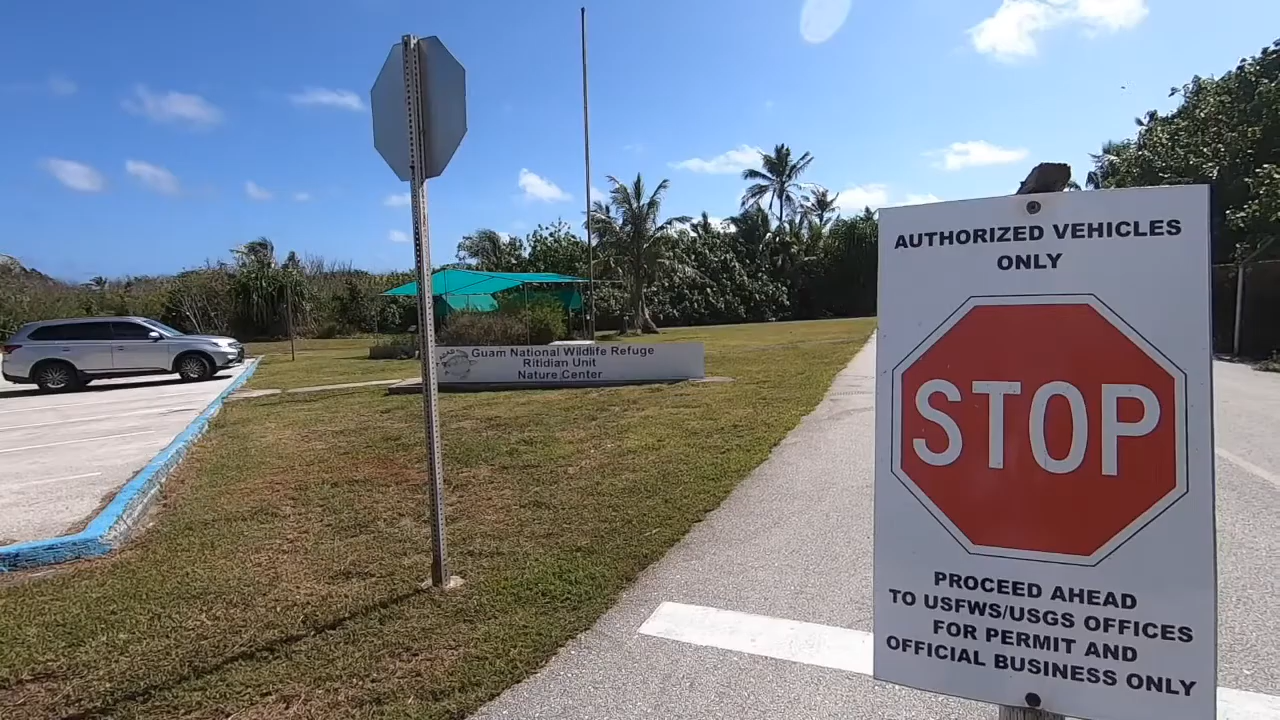 Guam National Wildlife Refuge
Ritidian Unit
Nature Center
AUTHORIZED VEHICLES
ONLY
STOP
PROCEED AHEAD
TO USFWS/USGS OFFICES
FOR PERMIT AND
OFFICIAL BUSINESS ONLY